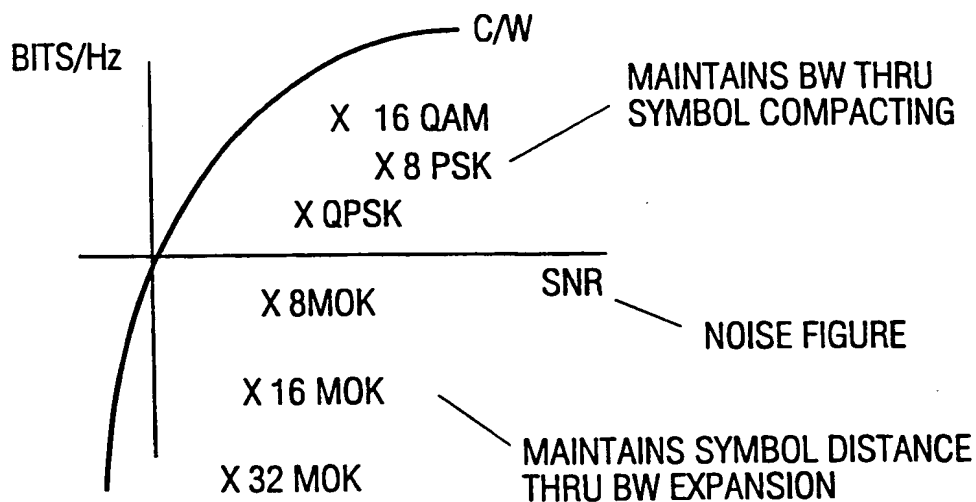 C/W
BITS/Hz
MAINTAINS BW THRU
SYMBOL COMPACTING
X 16 QAM
X 8 PSK
X QPSK
SNR
X 8MOK
NOISE FIGURE
X 16 MOK
MAINTAINS SYMBOL DISTANCE
THRU BW EXPANSION
X 32 MOK